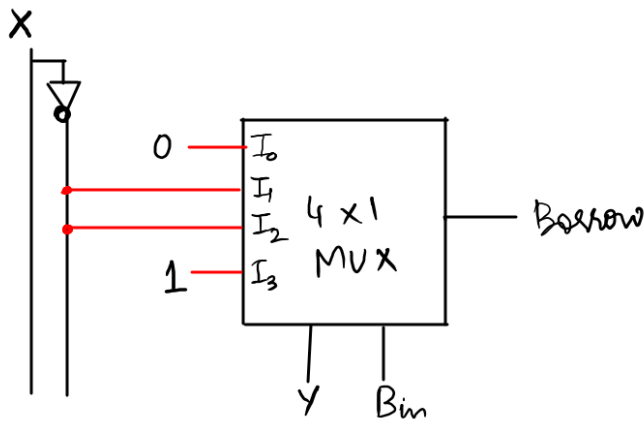 X
0
I₀
I₁
I₂
1
I₃
4 x 1
MUX
Borrow
Y
Bin